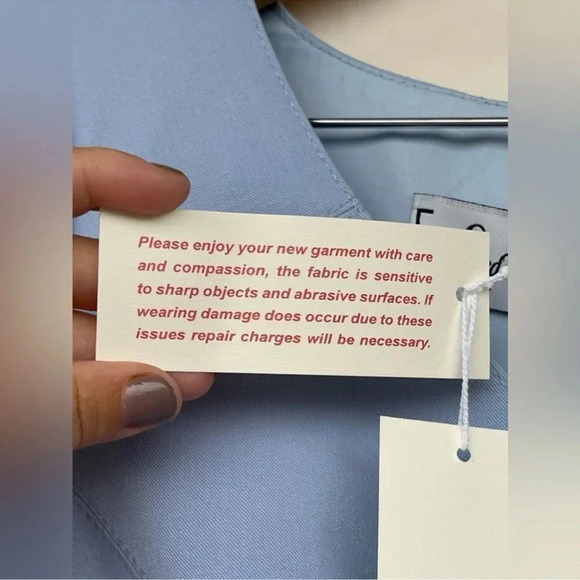 Please enjoy your new garment with care
and compassion, the fabric is sensitive
to sharp objects and abrasive surfaces. If
wearing damage does occur due to these
issues repair charges will be necessary.